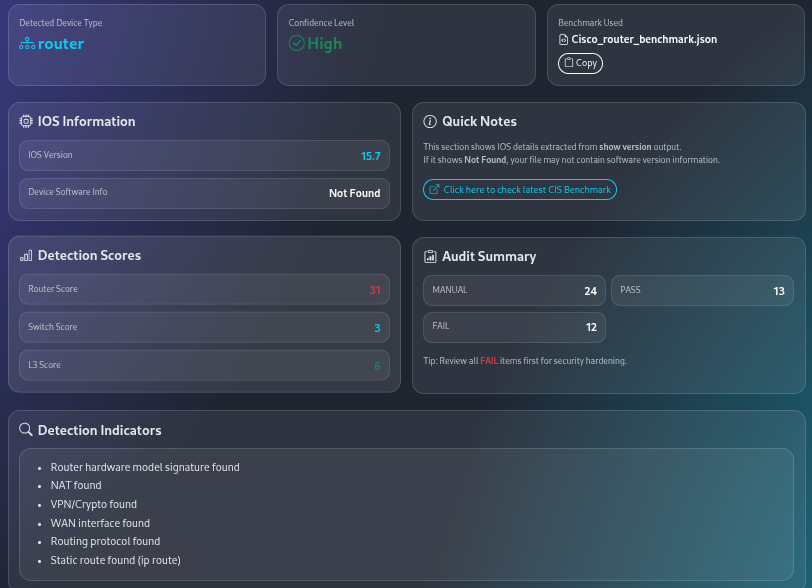 Detected Device Type
router
Confidence Level
High
Benchmark Used
Cisco_router_benchmark.json
Copy
IOS Information
IOS Version 15.7
Device Software Info Not Found
Quick Notes
This section shows IOS details extracted from show version output.
If it shows Not Found, your file may not contain software version information.
Click here to check latest CIS Benchmark
Detection Scores
Router Score 31
Switch Score 3
L3 Score 6
Audit Summary
MANUAL 24
PASS 13
FAIL 12
Tip: Review all FAIL items first for security hardening.
Detection Indicators
• Router hardware model signature found
• NAT found
• VPN/Crypto found
• WAN interface found
• Routing protocol found
• Static route found (ip route)